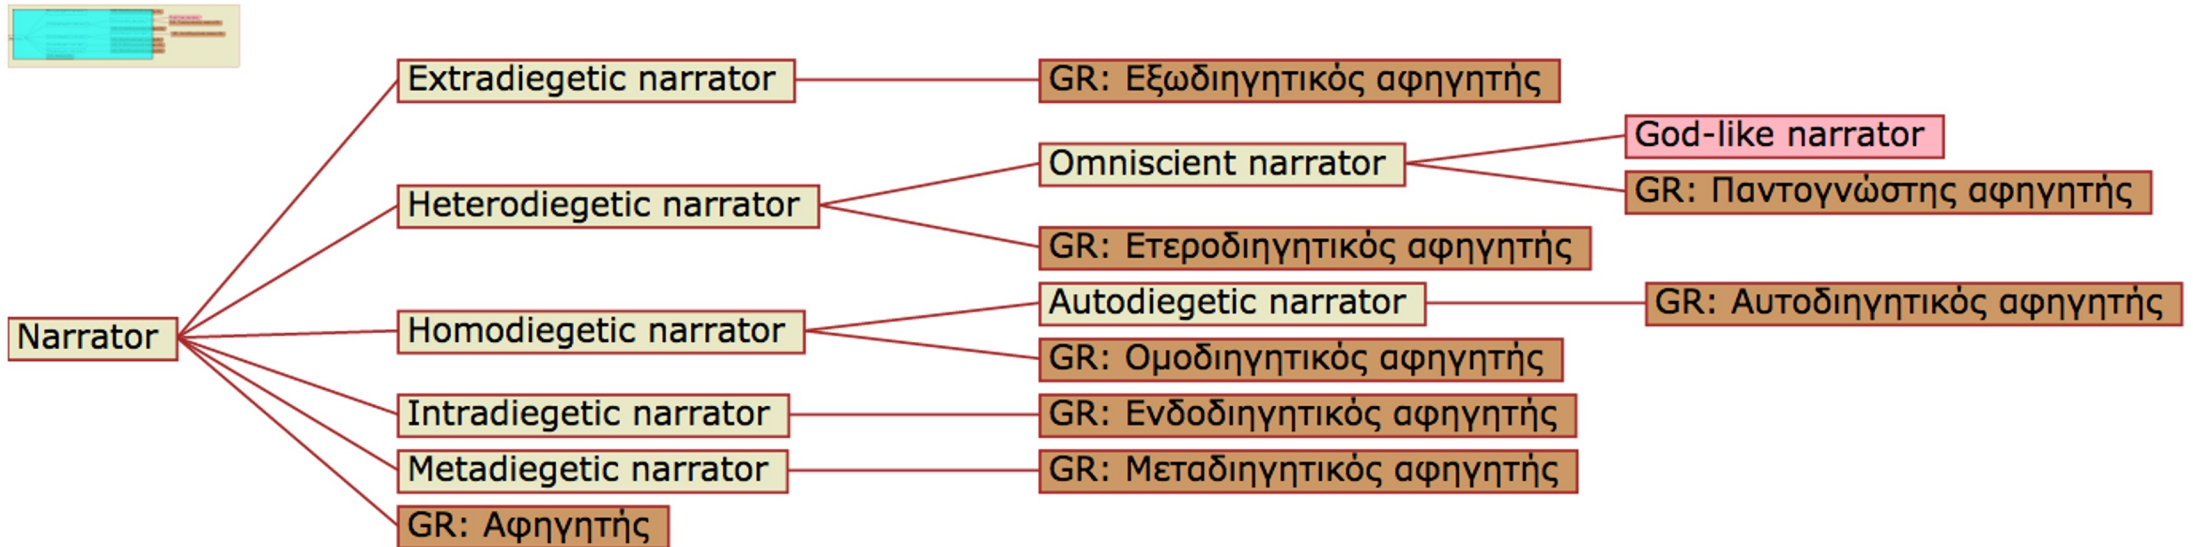 Extradiegetic narrator
GR: Εξωδιηγητικός αφηγητής
God-like narrator
Omniscient narrator
GR: Παντογνώστης αφηγητής
Heterodiegetic narrator
GR: Ετεροδιηγητικός αφηγητής
Autodiegetic narrator
GR: Αυτοδιηγητικός αφηγητής
Narrator
Homodiegetic narrator
GR: Ομοδιηγητικός αφηγητής
Intradiegetic narrator
GR: Ενδοδιηγητικός αφηγητής
Metadiegetic narrator
GR: Μεταδιηγητικός αφηγητής
GR: Αφηγητής